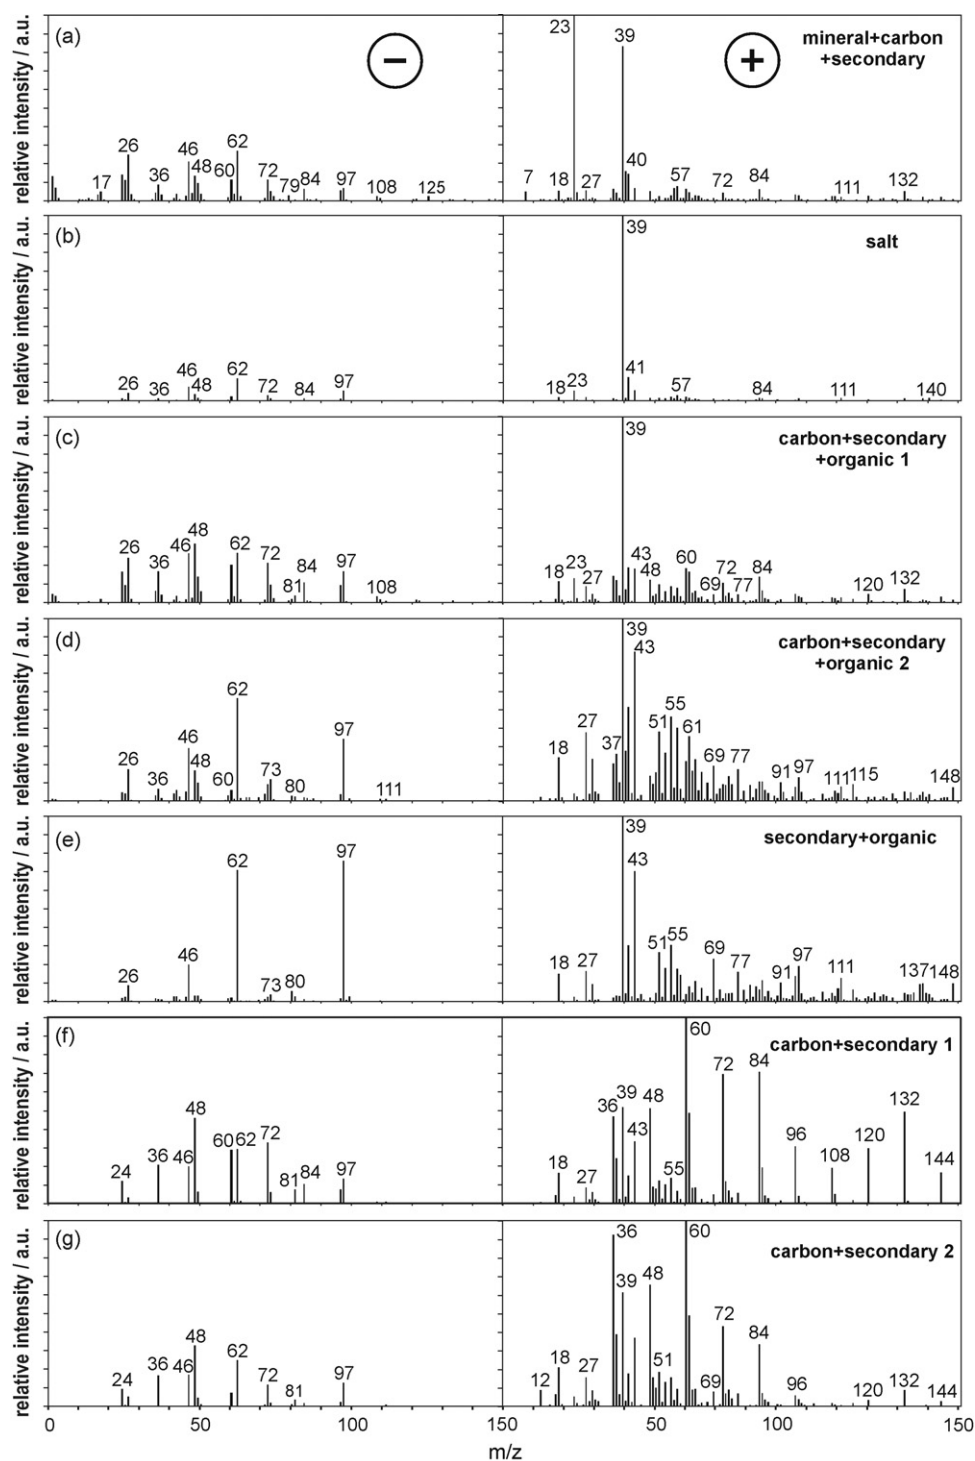 relative intensity / a.u.
(a)
−
+
mineral+carbon
+secondary
17 26 36 46 48 60 62 72 79 84 97 108 125
7 18 23 27 39 40 57 72 84 111 132
relative intensity / a.u.
(b)
salt
26 36 46 48 62 72 84 97
18 23 39 41 57 84 111 140
relative intensity / a.u.
(c)
carbon+secondary
+organic 1
26 36 46 48 62 72 81 84 97 108
18 23 27 39 43 48 60 69 72 77 84 120 132
relative intensity / a.u.
(d)
carbon+secondary
+organic 2
26 36 46 48 60 62 73 80 97 111
18 27 37 39 43 51 55 61 69 77 91 97 111 115 148
relative intensity / a.u.
(e)
secondary+organic
26 46 62 73 80 97
18 27 39 43 51 55 69 77 91 97 111 137 148
relative intensity / a.u.
(f)
carbon+secondary 1
24 36 46 48 60 62 72 81 84 97
18 27 36 39 43 48 55 60 72 84 96 108 120 132 144
relative intensity / a.u.
(g)
carbon+secondary 2
24 36 46 48 62 72 81 97
12 18 27 36 39 48 51 60 69 72 84 96 120 132 144
0 50 100 150 50 100 150
m/z